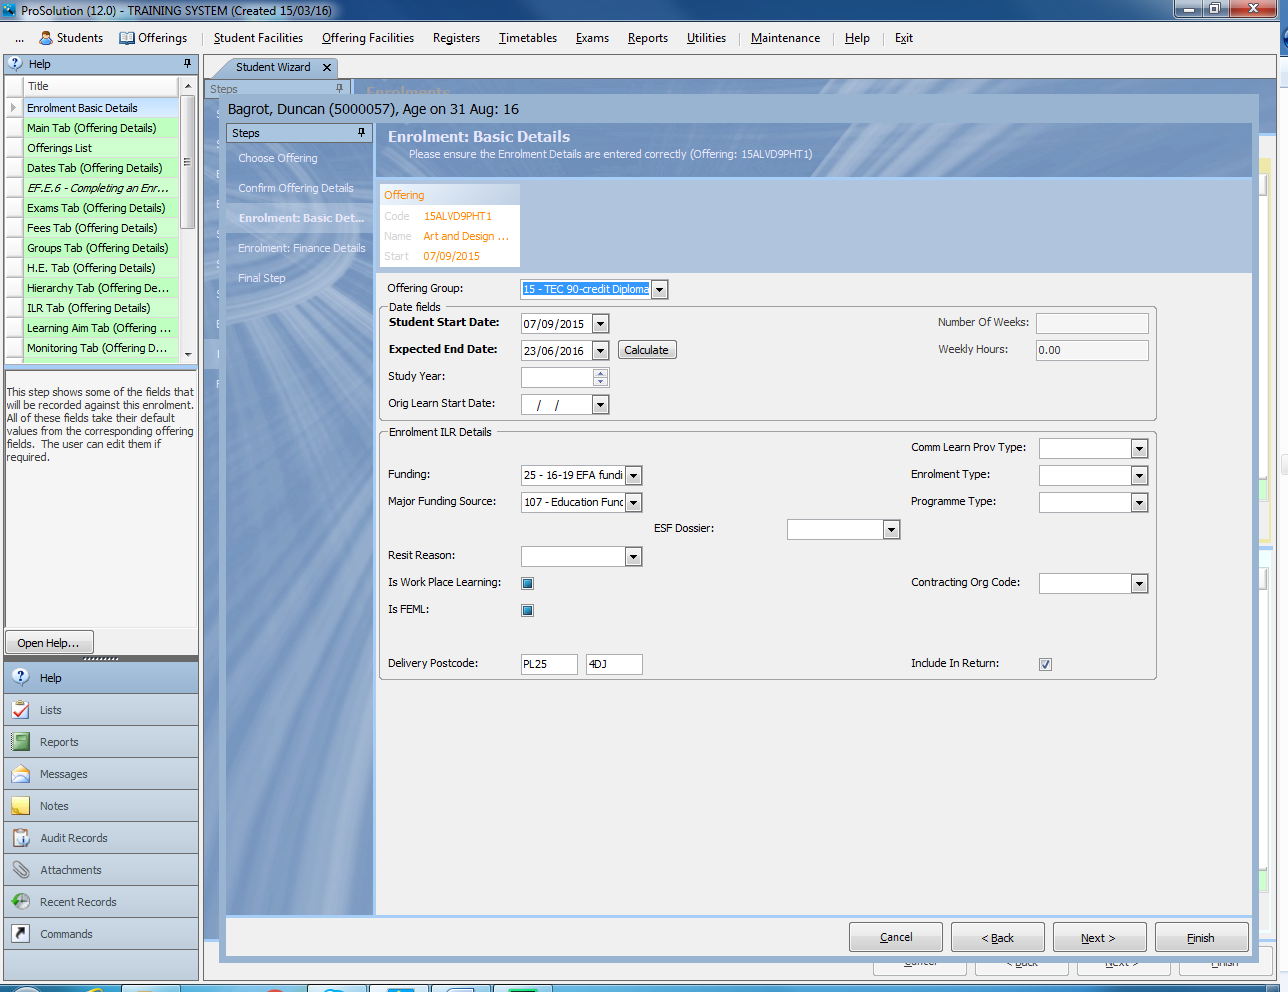 ProSolution (12.0) - TRAINING SYSTEM (Created 15/03/16)
... Students Offerings Student Facilities Offering Facilities Registers Timetables Exams Reports Utilities Maintenance Help Exit
Help
Title
Enrolment Basic Details
Main Tab (Offering Details)
Offerings List
Dates Tab (Offering Details)
EF.E.6 - Completing an Enr...
Exams Tab (Offering Details)
Fees Tab (Offering Details)
Groups Tab (Offering Details)
H.E. Tab (Offering Details)
Hierarchy Tab (Offering De...
ILR Tab (Offering Details)
Learning Aim Tab (Offering ...
Monitoring Tab (Offering D...
This step shows some of the fields that
will be recorded against this enrolment.
All of these fields take their default
values from the corresponding offering
fields. The user can edit them if
required.
Open Help...
Help
Lists
Reports
Messages
Notes
Audit Records
Attachments
Recent Records
Commands
Student Wizard
Steps
Enrolments
Bagrot, Duncan (5000057), Age on 31 Aug: 16
Steps
Choose Offering
Confirm Offering Details
Enrolment: Basic Det...
Enrolment: Finance Details
Final Step
Enrolment: Basic Details
Please ensure the Enrolment Details are entered correctly (Offering: 15ALVD9PHT1)
Offering
Code 15ALVD9PHT1
Name Art and Design ...
Start 07/09/2015
Offering Group: 15 - TEC 90-credit Diploma
Date fields
Student Start Date: 07/09/2015 Number Of Weeks:
Expected End Date: 23/06/2016 Calculate Weekly Hours: 0.00
Study Year:
Orig Learn Start Date: / /
Enrolment ILR Details
Comm Learn Prov Type:
Funding: 25 - 16-19 EFA fundi Enrolment Type:
Major Funding Source: 107 - Education Func Programme Type:
ESF Dossier:
Resit Reason:
Is Work Place Learning: Contracting Org Code:
Is FEML:
Delivery Postcode: PL25 4DJ Include In Return:
Cancel < Back Next > Finish
Cancel < Back Next > Finish